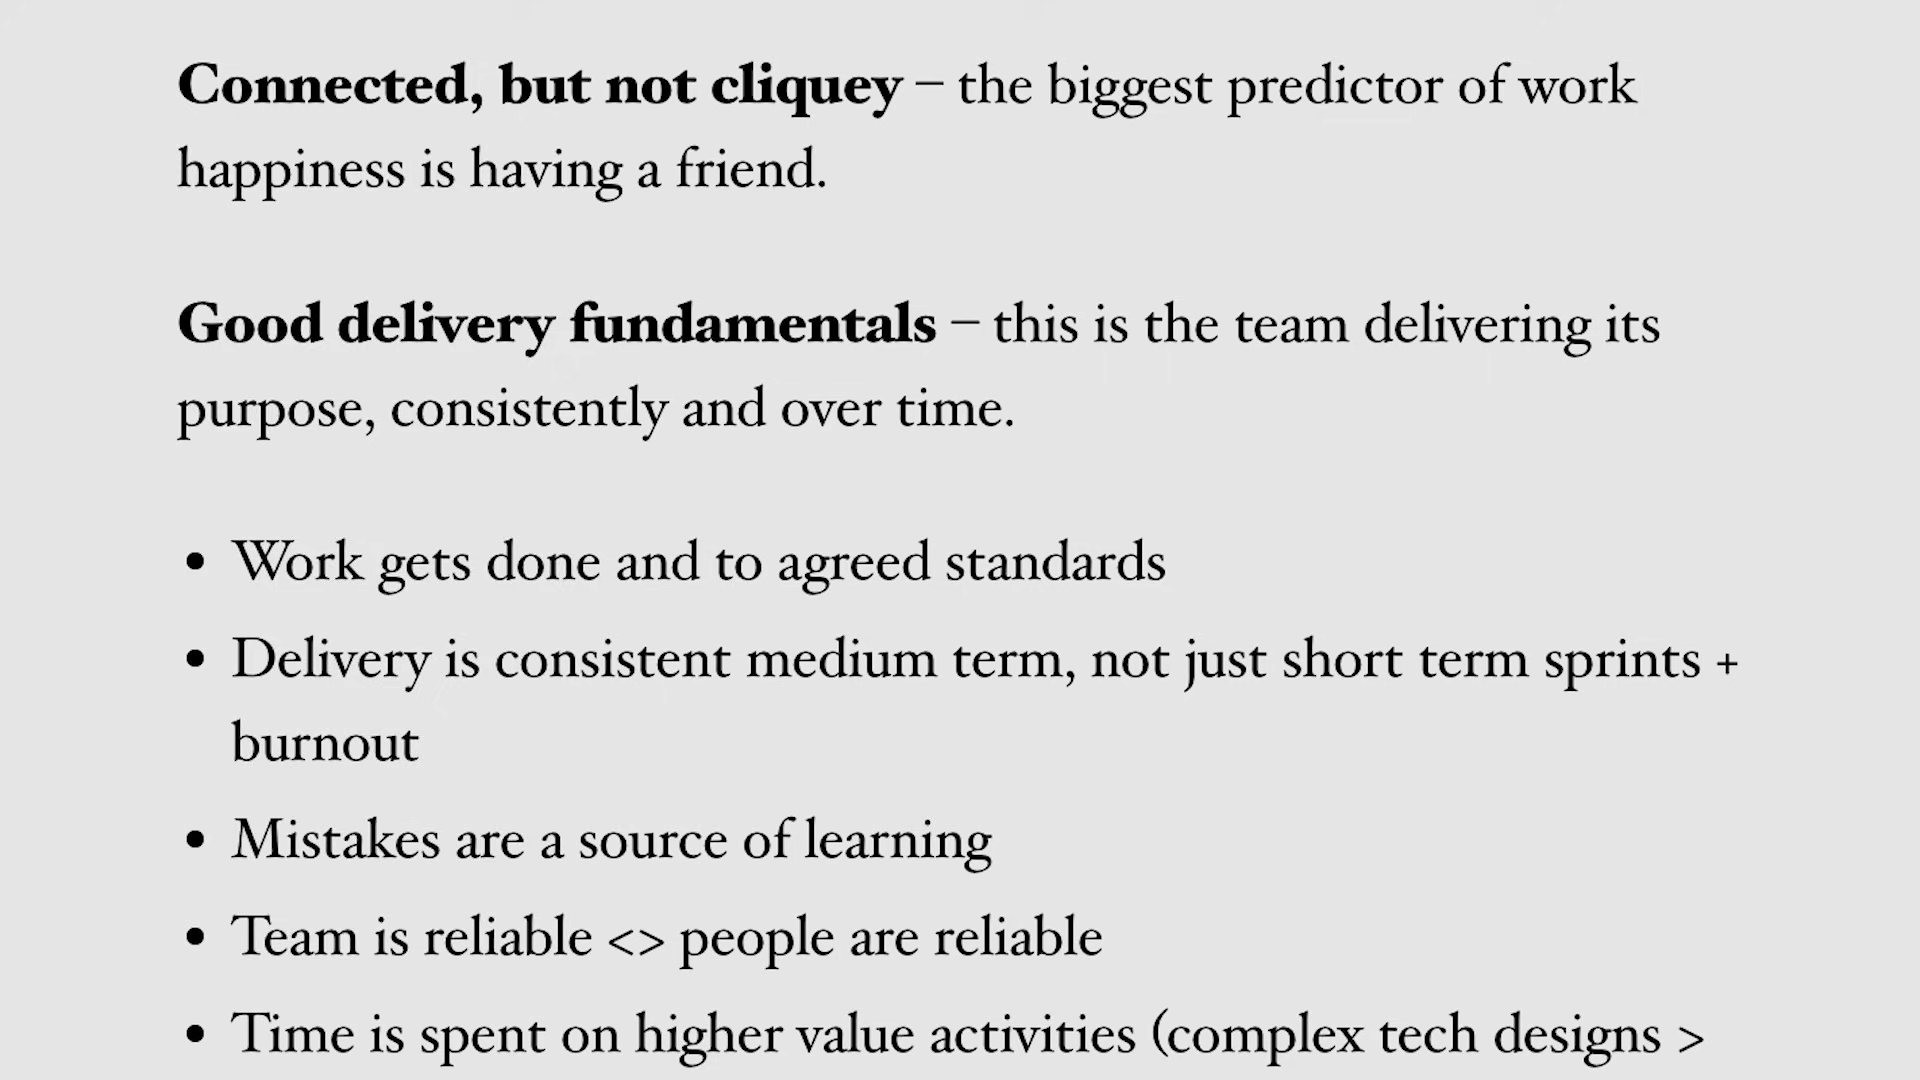 Connected, but not cliquey – the biggest predictor of work
happiness is having a friend.
Good delivery fundamentals – this is the team delivering its
purpose, consistently and over time.
• Work gets done and to agreed standards
• Delivery is consistent medium term, not just short term sprints +
burnout
• Mistakes are a source of learning
• Team is reliable <> people are reliable
• Time is spent on higher value activities (complex tech designs >